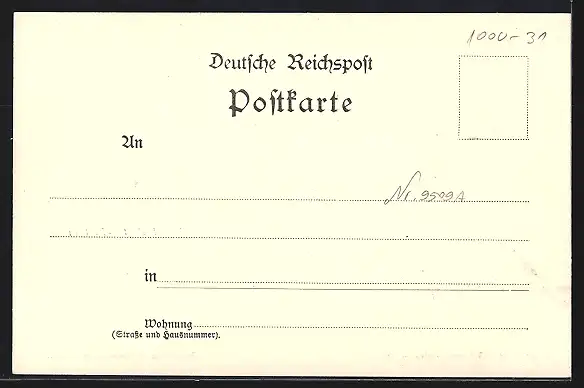 1000-31
Deutsche Reichspost
Postkarte
An
Nr. 9509A
in
Wohnung
(Straße und Hausnummer).